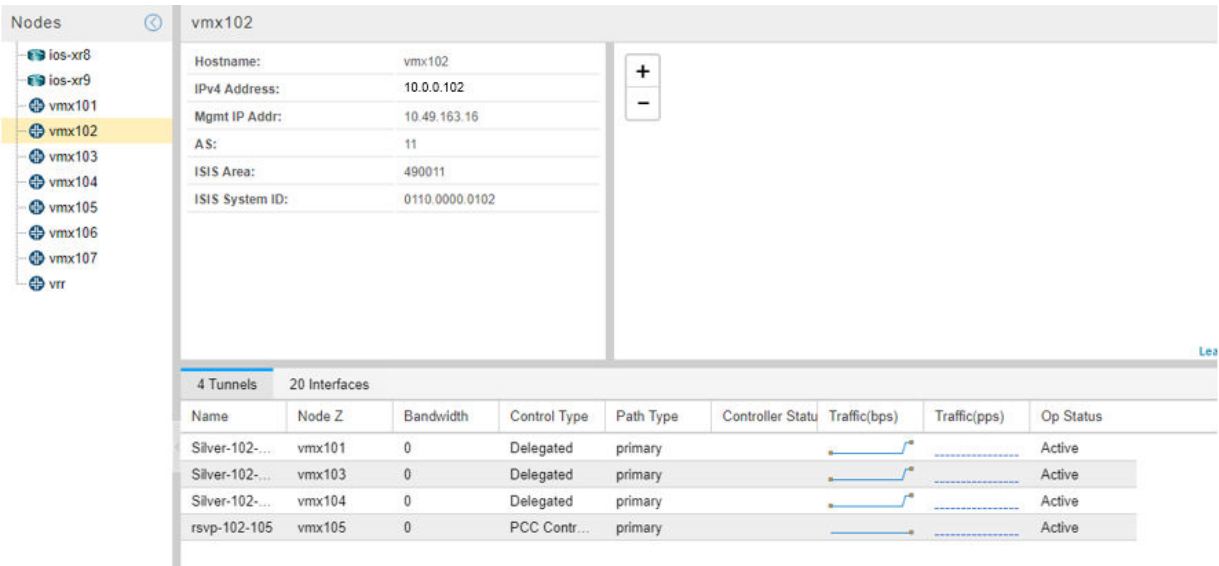 Nodes
ios-xr8
ios-xr9
vmx101
vmx102
vmx103
vmx104
vmx105
vmx106
vmx107
vrr
vmx102
Hostname: vmx102
IPv4 Address: 10.0.0.102
Mgmt IP Addr: 10.49.163.16
AS: 11
ISIS Area: 490011
ISIS System ID: 0110.0000.0102
+
−
Lea
4 Tunnels 20 Interfaces
Name Node Z Bandwidth Control Type Path Type Controller Statu Traffic(bps) Traffic(pps) Op Status
Silver-102-... vmx101 0 Delegated primary Active
Silver-102-... vmx103 0 Delegated primary Active
Silver-102-... vmx104 0 Delegated primary Active
rsvp-102-105 vmx105 0 PCC Contr... primary Active